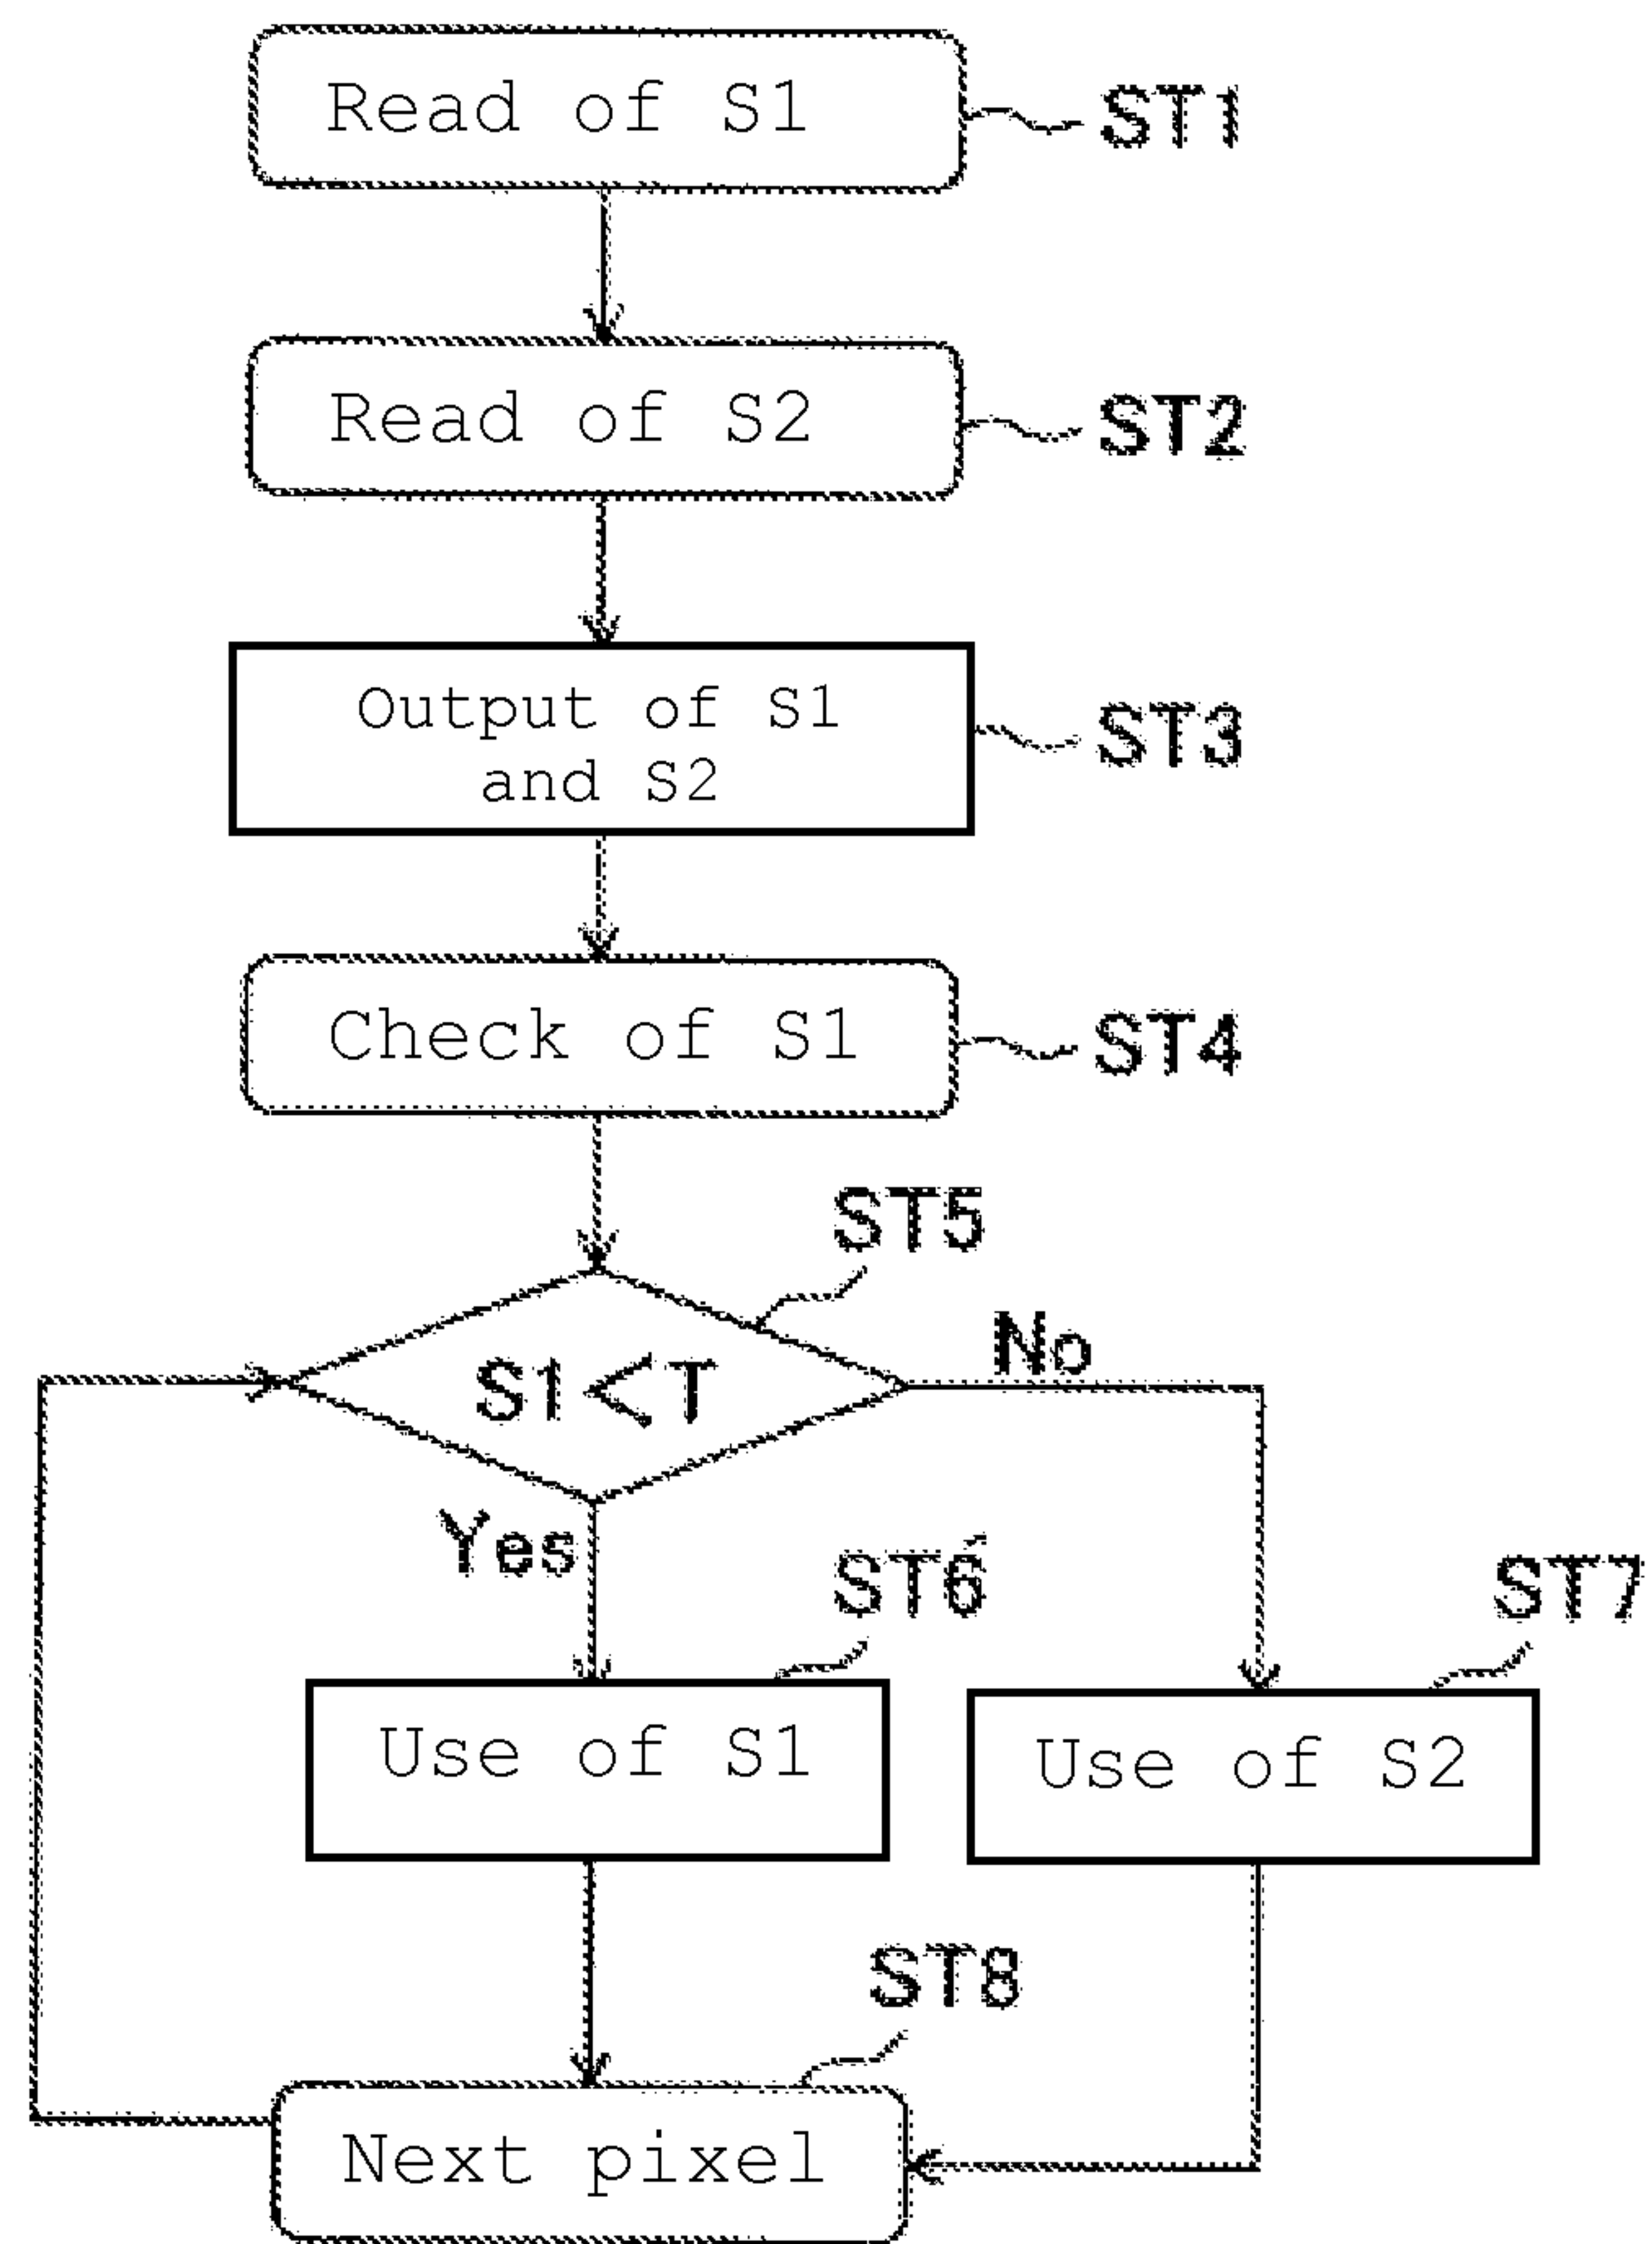 Read of S1
ST1
Read of S2
ST2
Output of S1
and S2
ST3
Check of S1
ST4
ST5
S1<T
No
Yes
ST6
ST7
Use of S1
Use of S2
ST8
Next pixel